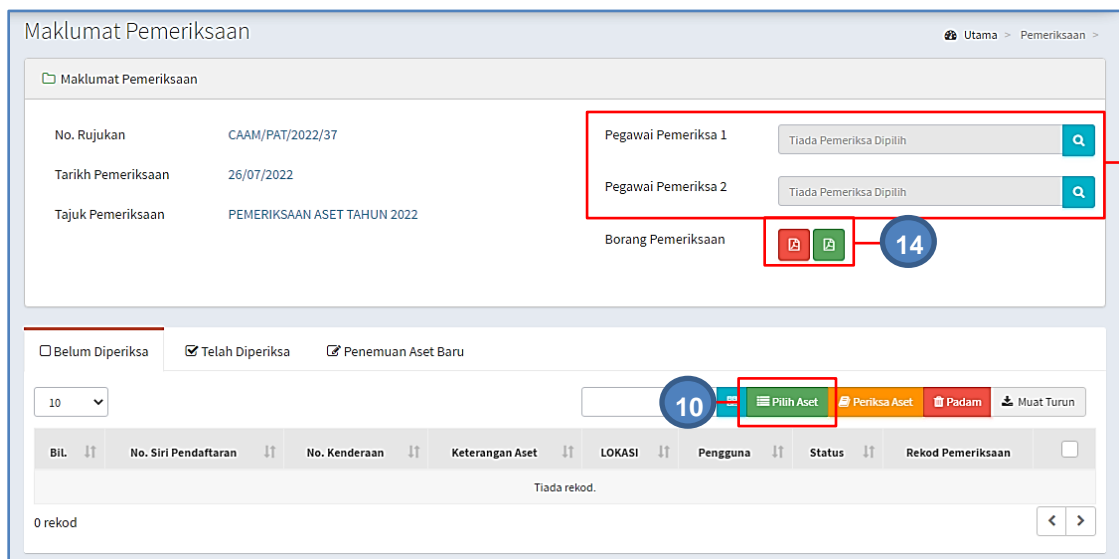 Maklumat Pemeriksaan
Utama > Pemeriksaan >
Maklumat Pemeriksaan
No. Rujukan CAAM/PAT/2022/37
Pegawai Pemeriksa 1 Tiada Pemeriksa Dipilih
Tarikh Pemeriksaan 26/07/2022
Pegawai Pemeriksa 2 Tiada Pemeriksa Dipilih
Tajuk Pemeriksaan PEMERIKSAAN ASET TAHUN 2022
Borang Pemeriksaan 14
Belum Diperiksa Telah Diperiksa Penemuan Aset Baru
10 10 Pilih Aset Periksa Aset Padam Muat Turun
Bil. No. Siri Pendaftaran No. Kenderaan Keterangan Aset LOKASI Pengguna Status Rekod Pemeriksaan
Tiada rekod.
0 rekod